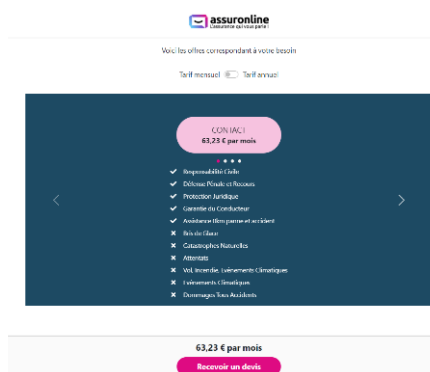 assuronline
L'assurance qui vous parle !
Voici les offres correspondant à votre besoin
Tarif mensuel Tarif annuel
CONTACT
63,23 € par mois
Responsabilité Civile
Défense Pénale et Recours
Protection Juridique
Garantie du Conducteur
Assistance 0km panne et accident
Bris de Glace
Catastrophes Naturelles
Attentats
Vol, Incendie, Evénements Climatiques
Evénements Climatiques
Dommages Tous Accidents
63,23 € par mois
Recevoir un devis